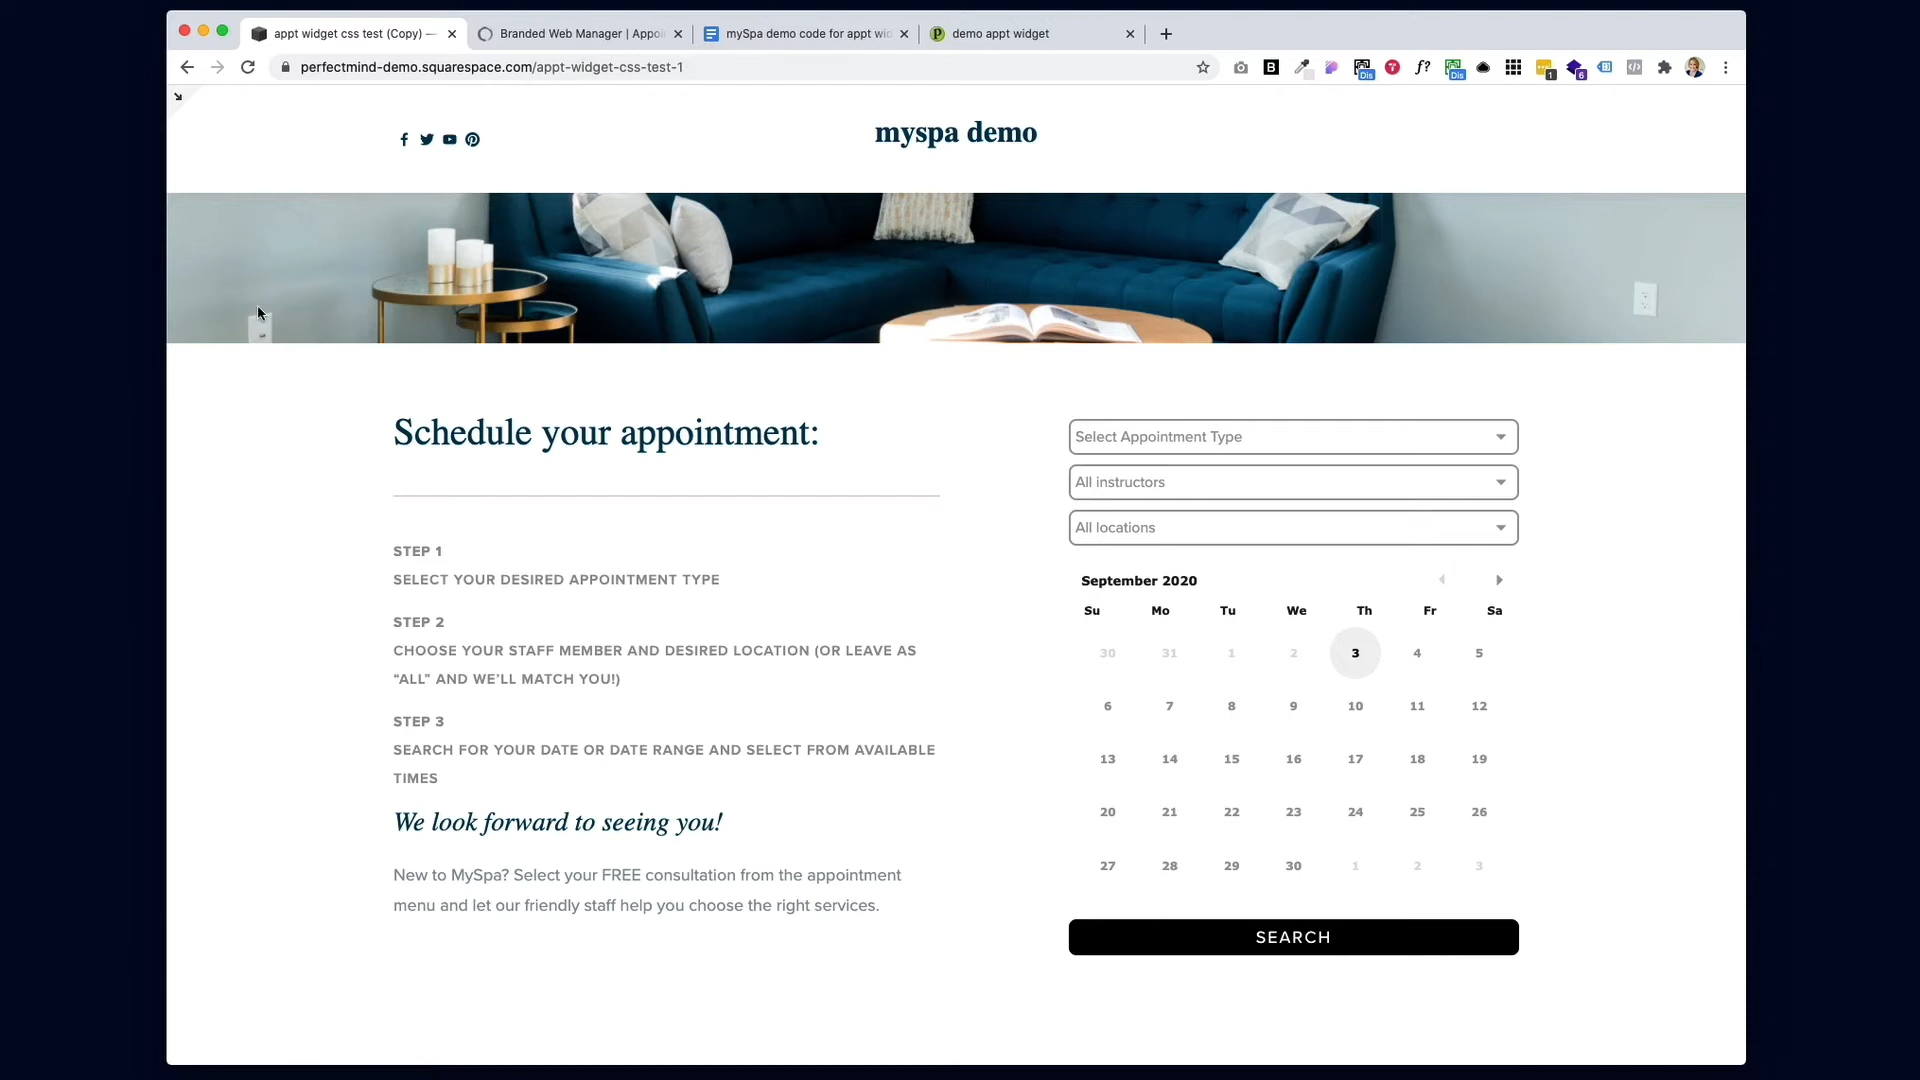 appt widget css test (Copy) —
Branded Web Manager | Appoi
mySpa demo code for appt wid
demo appt widget
perfectmind-demo.squarespace.com/appt-widget-css-test-1
B
Dis
f?
Dis
1
6
myspa demo
Schedule your appointment:
STEP 1
SELECT YOUR DESIRED APPOINTMENT TYPE
STEP 2
CHOOSE YOUR STAFF MEMBER AND DESIRED LOCATION (OR LEAVE AS
“ALL” AND WE’LL MATCH YOU!)
STEP 3
SEARCH FOR YOUR DATE OR DATE RANGE AND SELECT FROM AVAILABLE
TIMES
We look forward to seeing you!
New to MySpa? Select your FREE consultation from the appointment
menu and let our friendly staff help you choose the right services.
Select Appointment Type
All instructors
All locations
September 2020
Su Mo Tu We Th Fr Sa
30 31 1 2 3 4 5
6 7 8 9 10 11 12
13 14 15 16 17 18 19
20 21 22 23 24 25 26
27 28 29 30 1 2 3
SEARCH